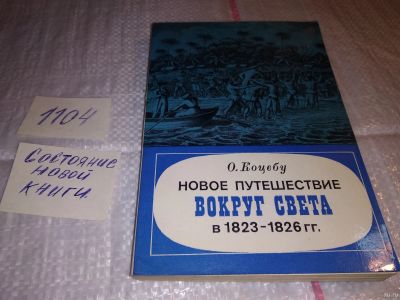 1104
Состояние
новой
книги.
О. Коцебу
НОВОЕ ПУТЕШЕСТВИЕ
ВОКРУГ СВЕТА
в 1823-1826 гг.